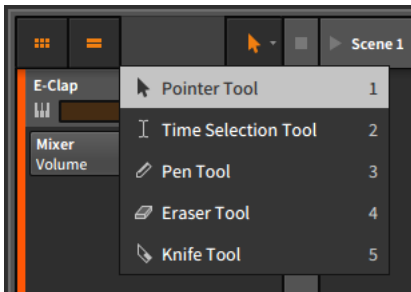 Scene 1
E-Clap
Mixer
Volume
Pointer Tool 1
Time Selection Tool 2
Pen Tool 3
Eraser Tool 4
Knife Tool 5